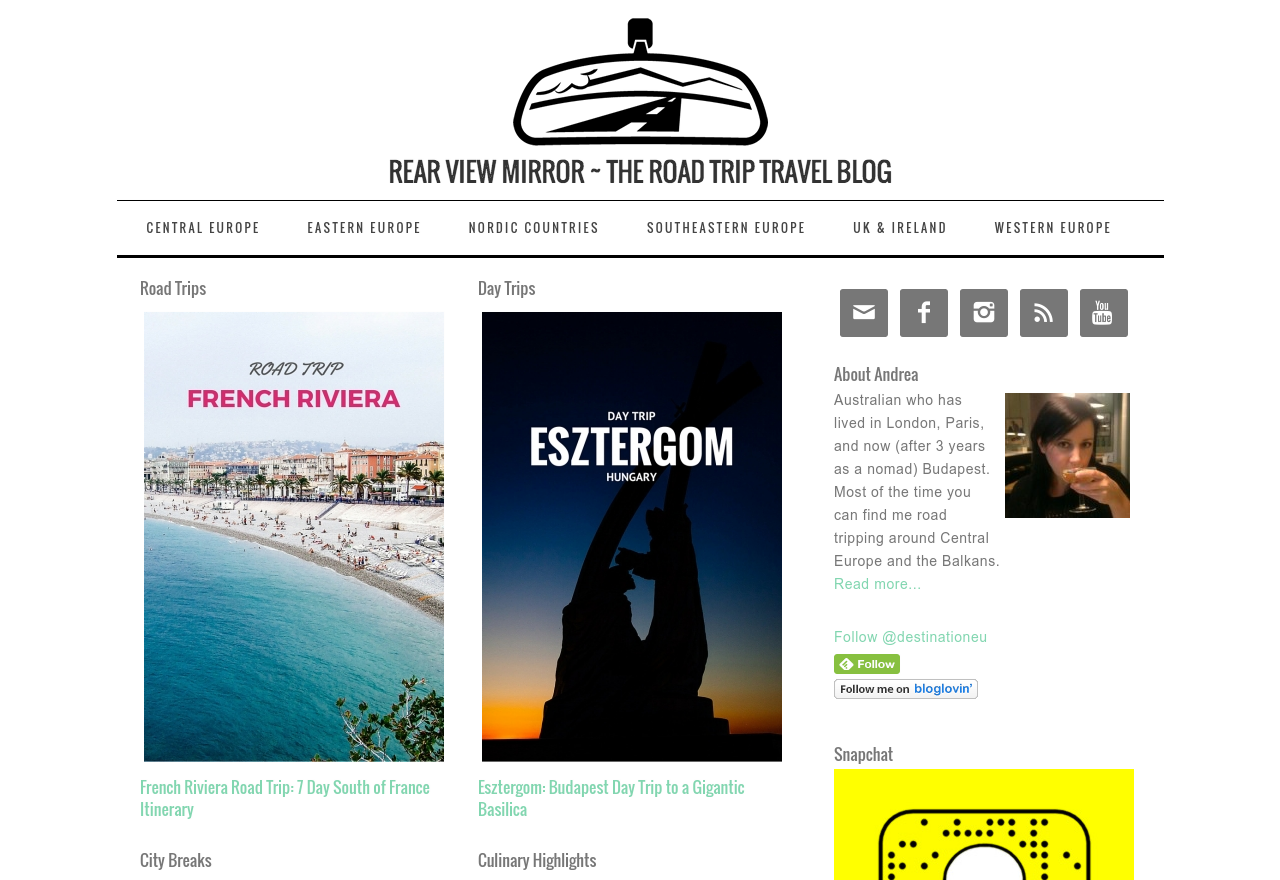 REAR VIEW MIRROR ~ THE ROAD TRIP TRAVEL BLOG
CENTRAL EUROPE
EASTERN EUROPE
NORDIC COUNTRIES
SOUTHEASTERN EUROPE
UK & IRELAND
WESTERN EUROPE
Road Trips
ROAD TRIP
FRENCH RIVIERA
French Riviera Road Trip: 7 Day South of France
Itinerary
City Breaks
Day Trips
DAY TRIP
ESZTERGOM
HUNGARY
Esztergom: Budapest Day Trip to a Gigantic
Basilica
Culinary Highlights
You
Tube
About Andrea
Australian who has
lived in London, Paris,
and now (after 3 years
as a nomad) Budapest.
Most of the time you
can find me road
tripping around Central
Europe and the Balkans.
Read more...
Follow @destinationeu
Follow
Follow me on bloglovin'
Snapchat